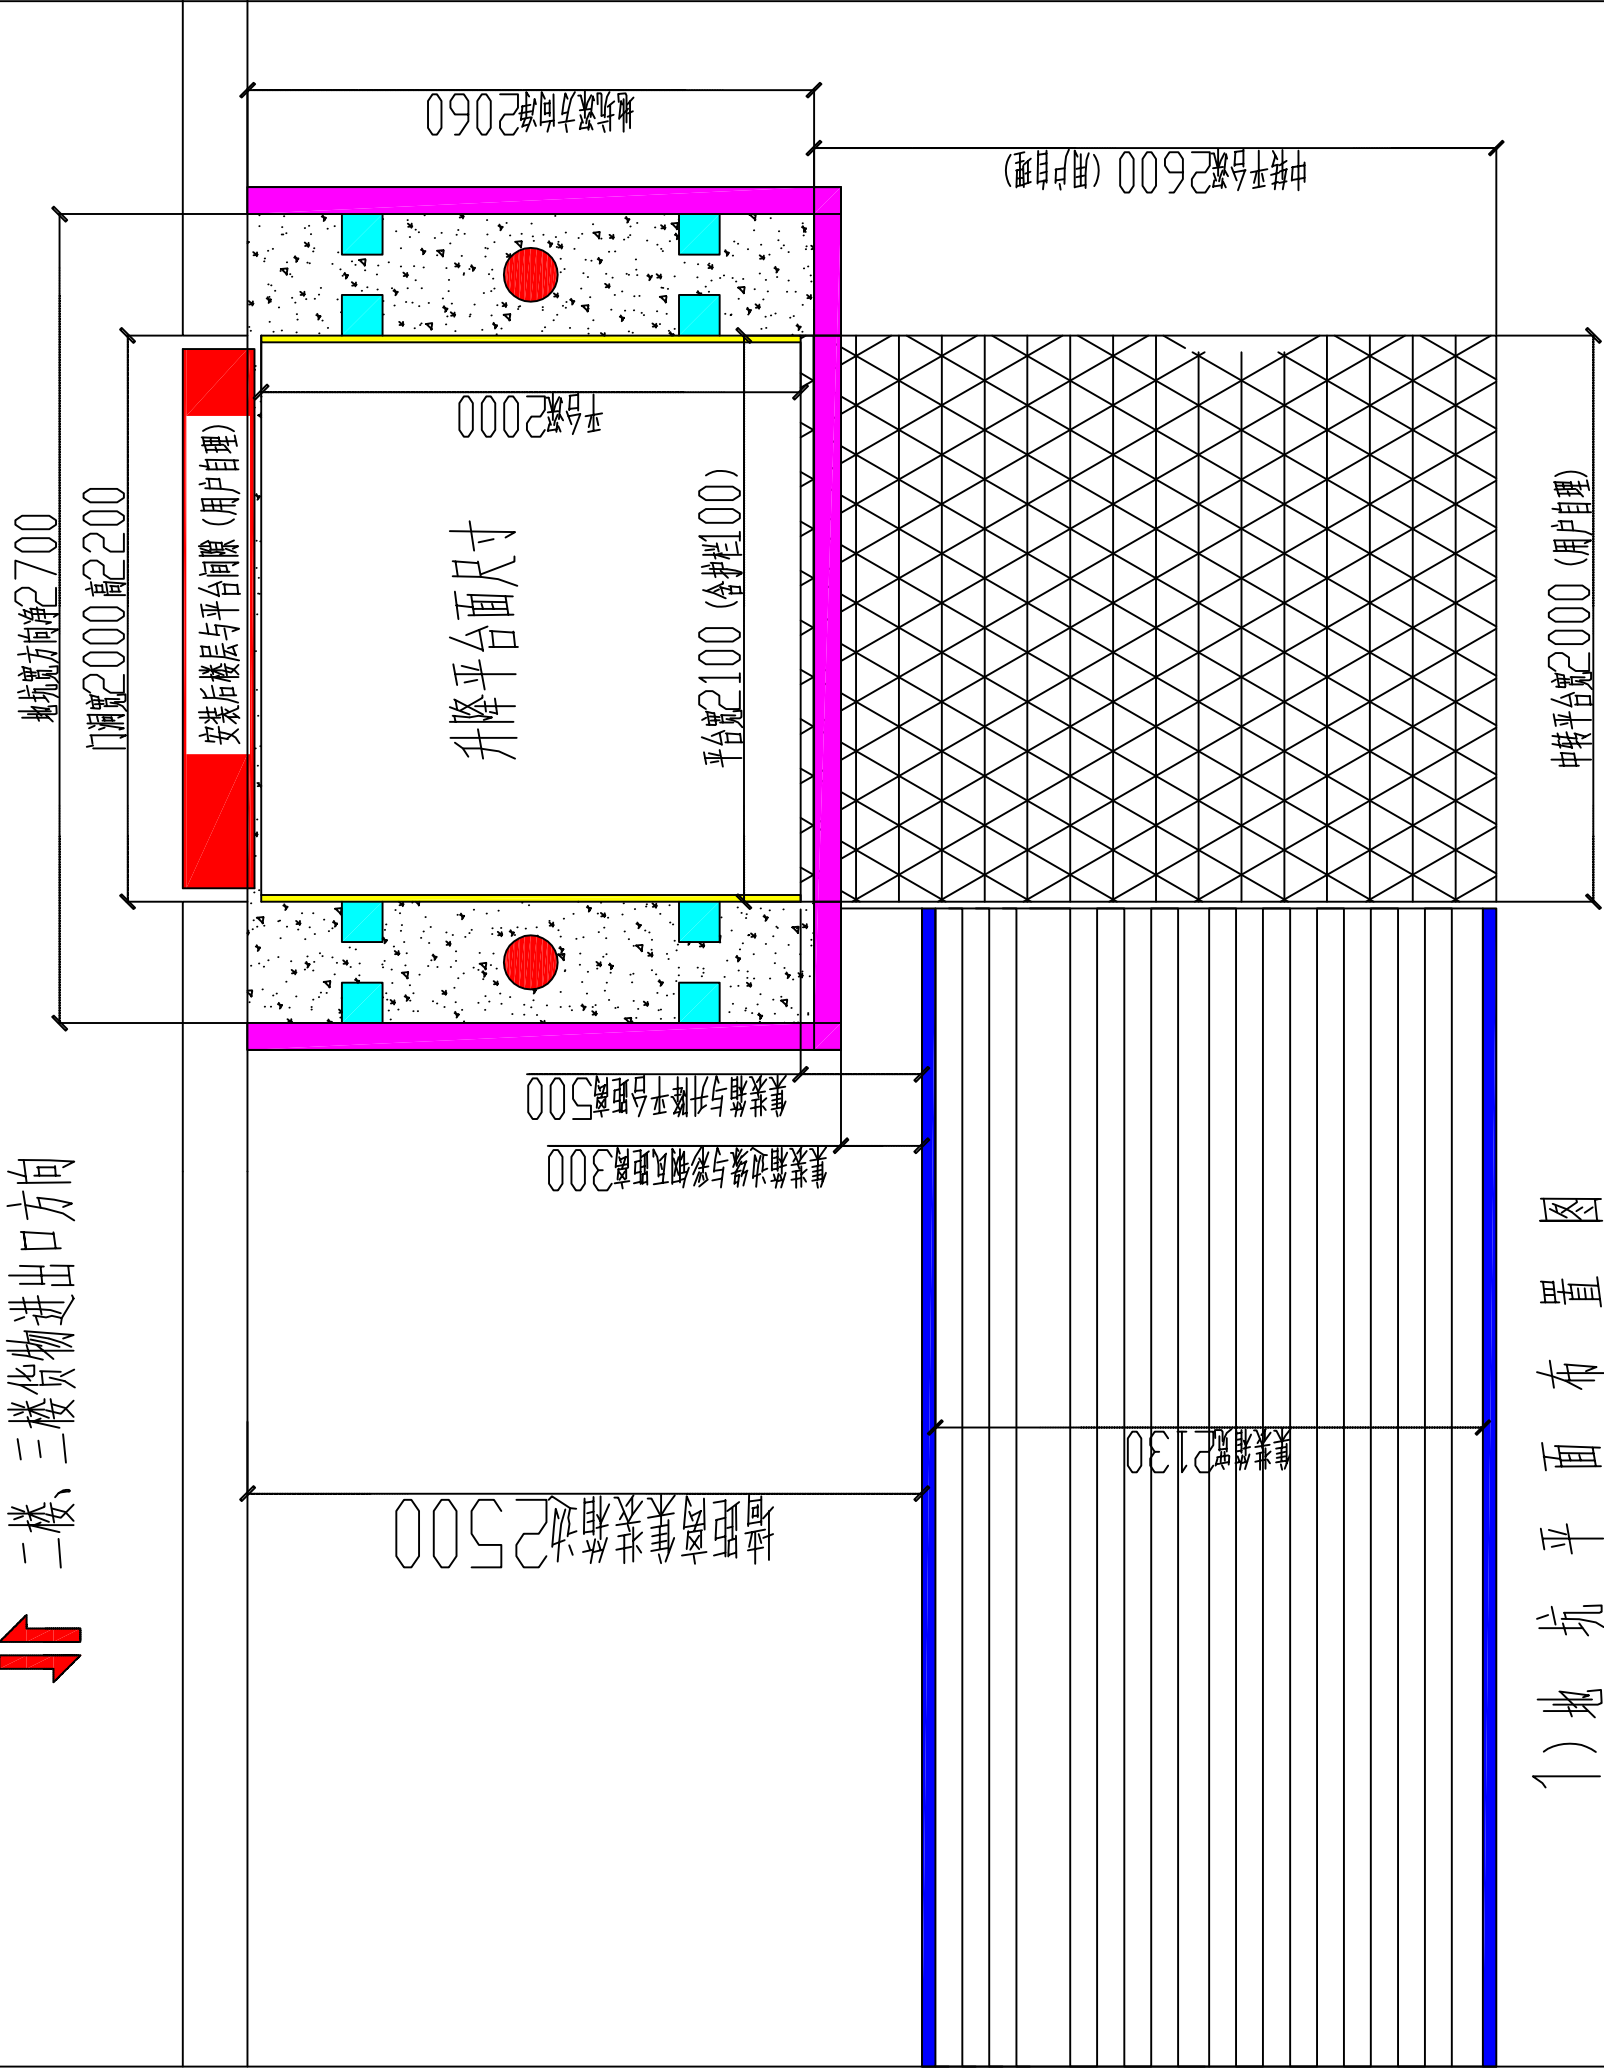 二楼、三楼货物进出口方向
地坑宽方向净2700
门洞宽2000高2200
安装后楼层与平台间隙(用户自理)
地坑深方向净2060
平台深2000
升降平台面尺寸
平台宽2100(含护栏100)
中转平台深2600(用户自理)
中转平台宽2000(用户自理)
集装箱与升降平台距离500
集装箱边缘与彩钢瓦距离300
墙距离集装箱边2500
集装箱宽2130
1)地坑平面布置图